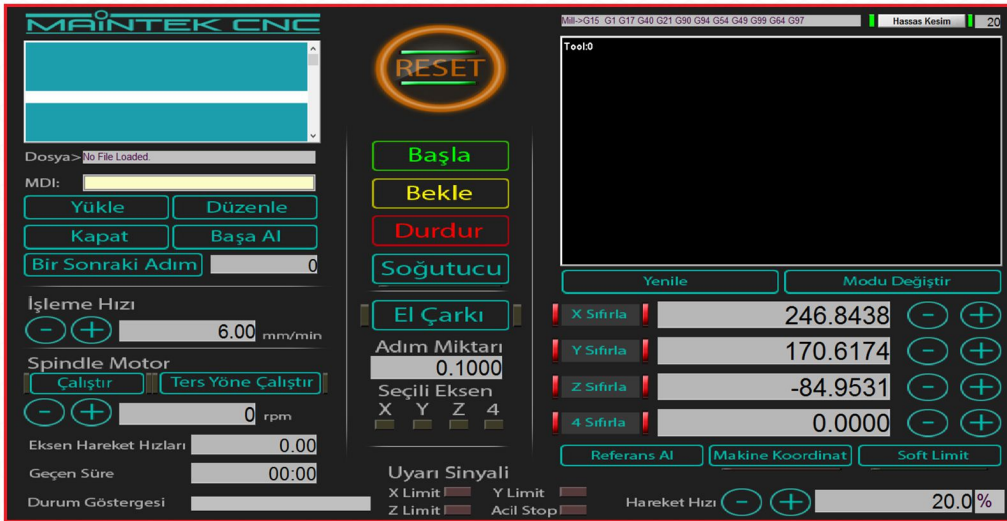 MAINTEK CNC
Dosya>No File Loaded.
MDI:
Yükle Düzenle
Kapat Başa Al
Bir Sonraki Adım 0
İşleme Hızı
- + 6.00 mm/min
Spindle Motor
Çalıştır Ters Yöne Çalıştır
- + 0 rpm
Eksen Hareket Hızları 0.00
Geçen Süre 00:00
Durum Göstergesi
RESET
Başla
Bekle
Durdur
Soğutucu
El Çarkı
Adım Miktarı
0.1000
Seçili Eksen
X Y Z 4
Uyarı Sinyali
X Limit Y Limit
Z Limit Acil Stop
Mill->G15 G1 G17 G40 G21 G90 G94 G54 G49 G99 G64 G97 Hassas Kesim 20
Tool:0
Yenile Modu Değiştir
X Sıfırla 246.8438 - +
Y Sıfırla 170.6174 - +
Z Sıfırla -84.9531 - +
4 Sıfırla 0.0000 - +
Referans Al Makine Koordinat Soft Limit
Hareket Hızı - + 20.0 %